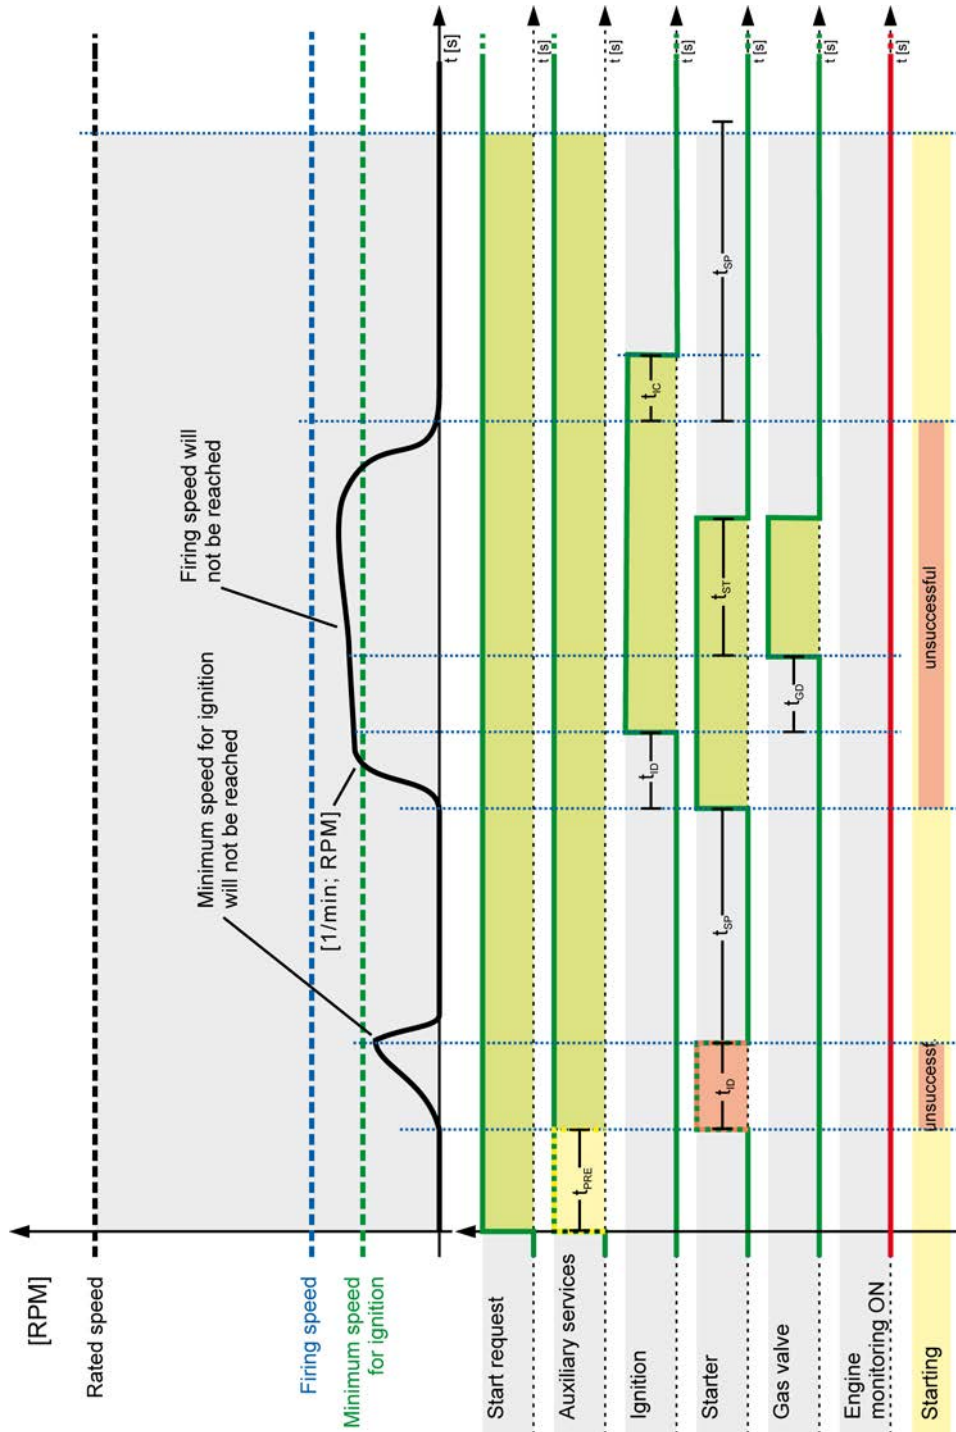 [RPM]
Rated speed
Firing speed
Minimum speed
for ignition
Minimum speed for ignition
will not be reached
Firing speed will
not be reached
[1/min; RPM]
t [s]
Start request
t [s]
Auxiliary services
tPRE
t [s]
Ignition
tID
tIC
t [s]
Starter
tID
tSP
tST
tSP
t [s]
Gas valve
tGD
t [s]
Engine
monitoring ON
t [s]
Starting
unsuccessf.
unsuccessful